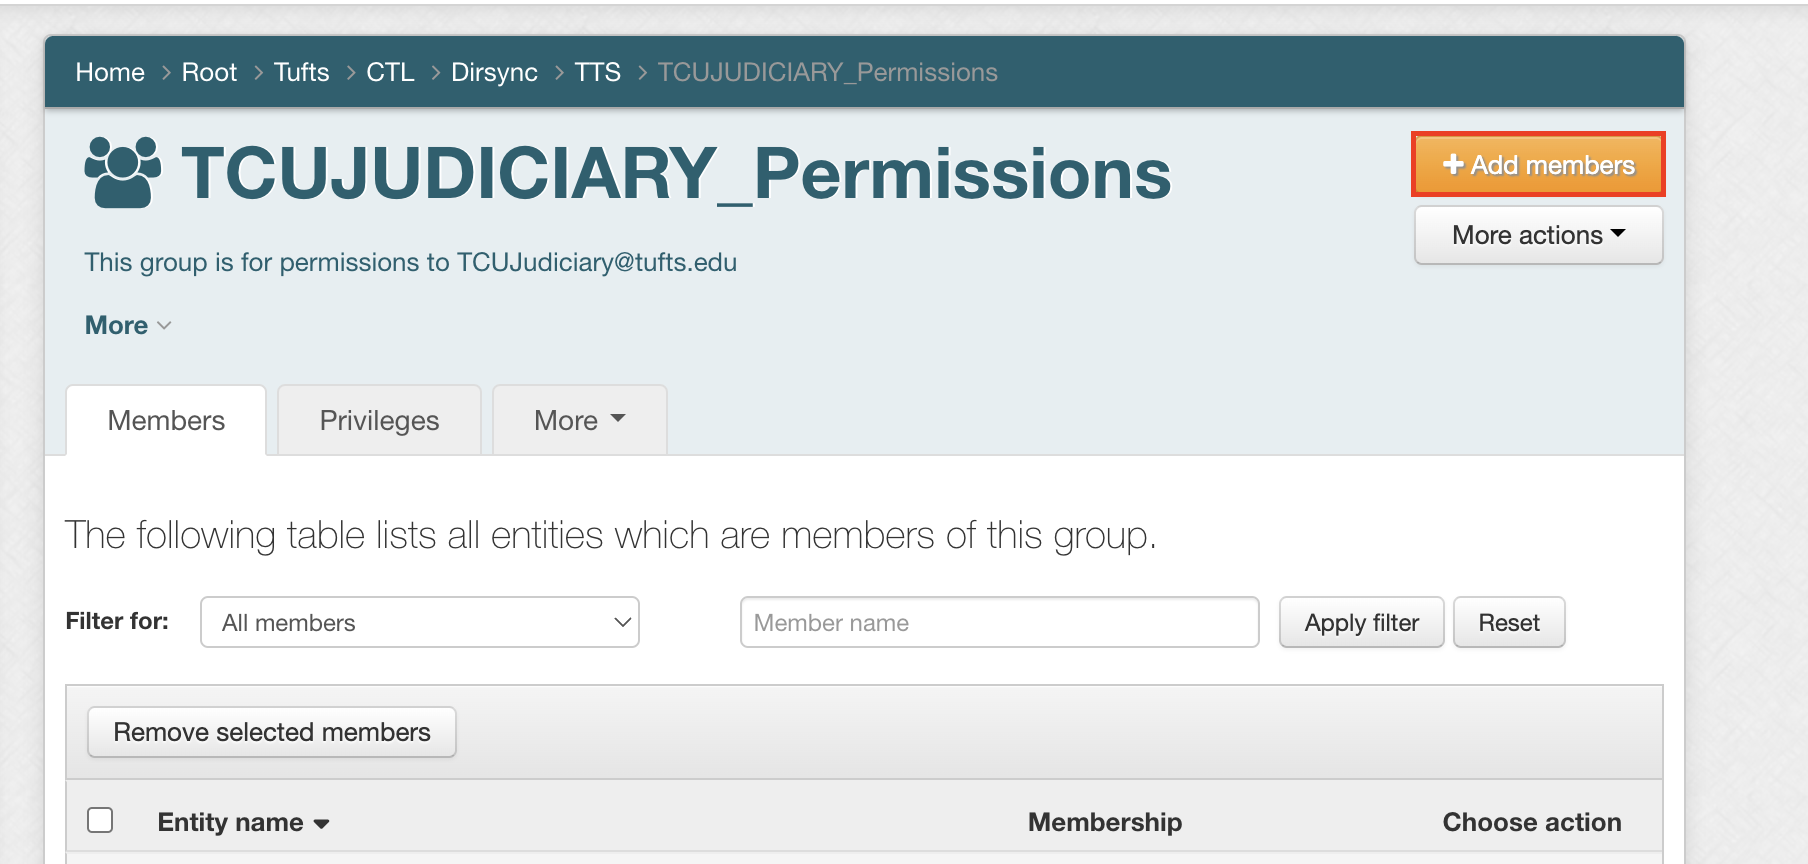 Home > Root > Tufts > CTL > Dirsync > TTS > TCUJUDICIARY_Permissions
TCUJUDICIARY_Permissions
+ Add members
More actions
This group is for permissions to TCUJudiciary@tufts.edu
More
Members Privileges More
The following table lists all entities which are members of this group.
Filter for: All members Member name Apply filter Reset
Remove selected members
Entity name Membership Choose action